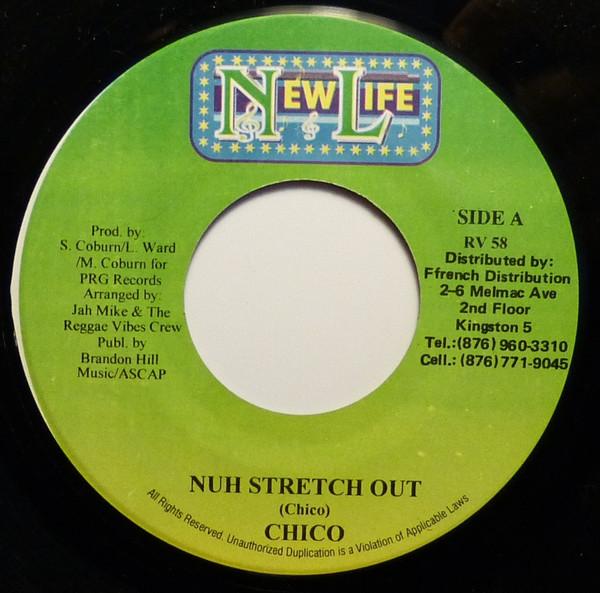 NEW LIFE
Prod. by:
S. Coburn/L. Ward
/M. Coburn for
PRG Records
Arranged by:
Jah Mike & The
Reggae Vibes Crew
Publ. by
Brandon Hill
Music/ASCAP
SIDE A
RV 58
Distributed by:
Ffrench Distribution
2-6 Melmac Ave
2nd Floor
Kingston 5
Tel.:(876) 960-3310
Cell.: (876) 771-9045
NUH STRETCH OUT
(Chico)
CHICO
All Rights Reserved. Unauthorized Duplication is a Violation of Applicable Laws